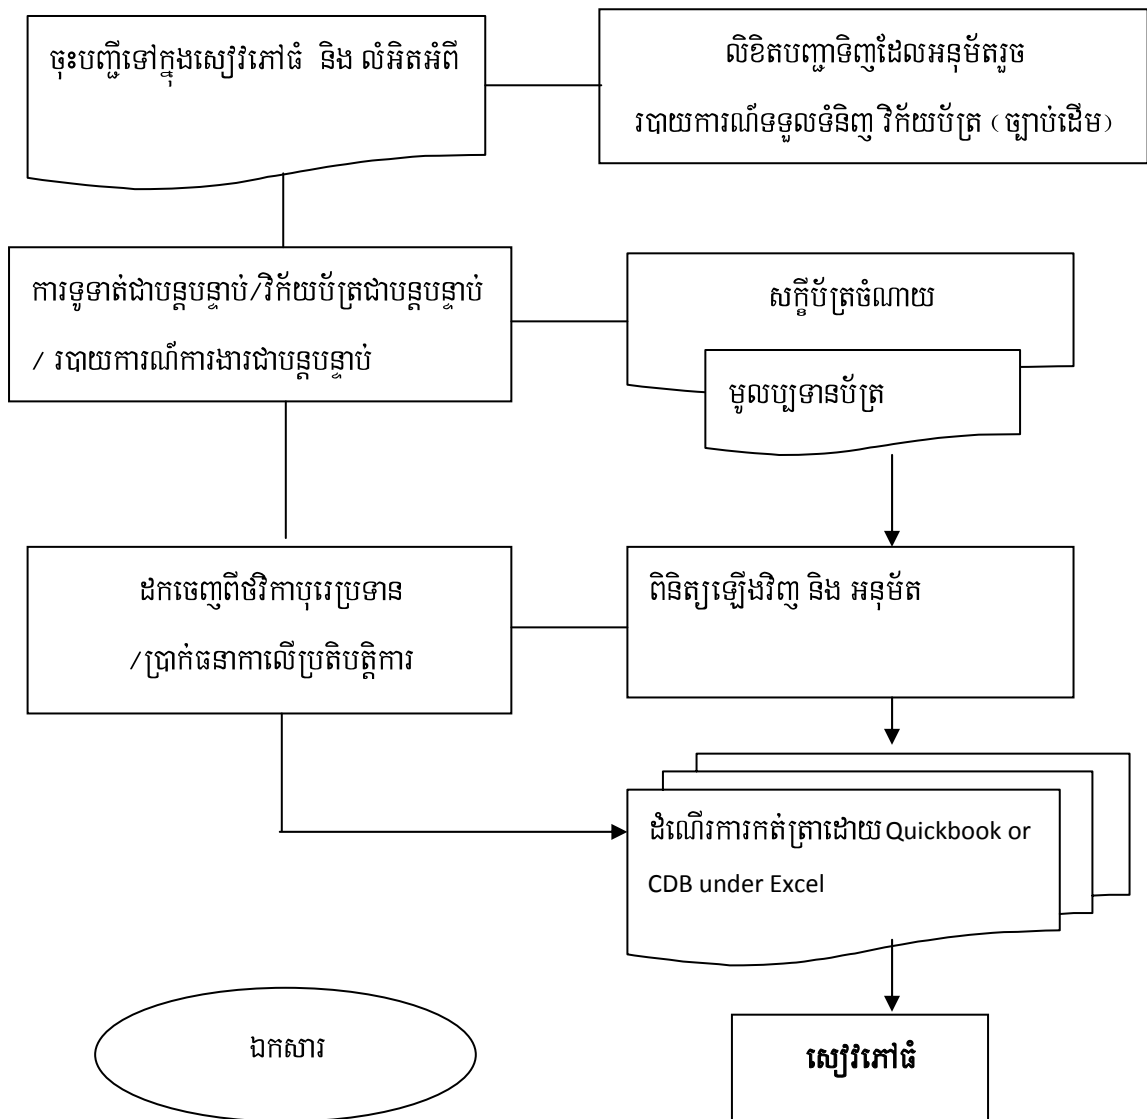 ចុះបញ្ជីទៅក្នុងសៀវភៅធំ និង លំអិតអំពី
លិខិតបញ្ជាទិញដែលអនុម័តរួច
របាយការណ៍ទទួលទំនិញ វិក័យប័ត្រ (ច្បាប់ដើម)
ការទូទាត់ជាបន្តបន្ទាប់/វិក័យប័ត្រជាបន្តបន្ទាប់
/ របាយការណ៍ការងារជាបន្តបន្ទាប់
សក្ខីប័ត្រចំណាយ
មូលប្បទានប័ត្រ
ដកចេញពីថវិកាបុរេប្រទាន
/ប្រាក់ធនាកាលើប្រតិបត្តិការ
ពិនិត្យឡើងវិញ និង អនុម័ត
ដំណើរការកត់ត្រាដោយ Quickbook or
CDB under Excel
ឯកសារ
សៀវភៅធំ